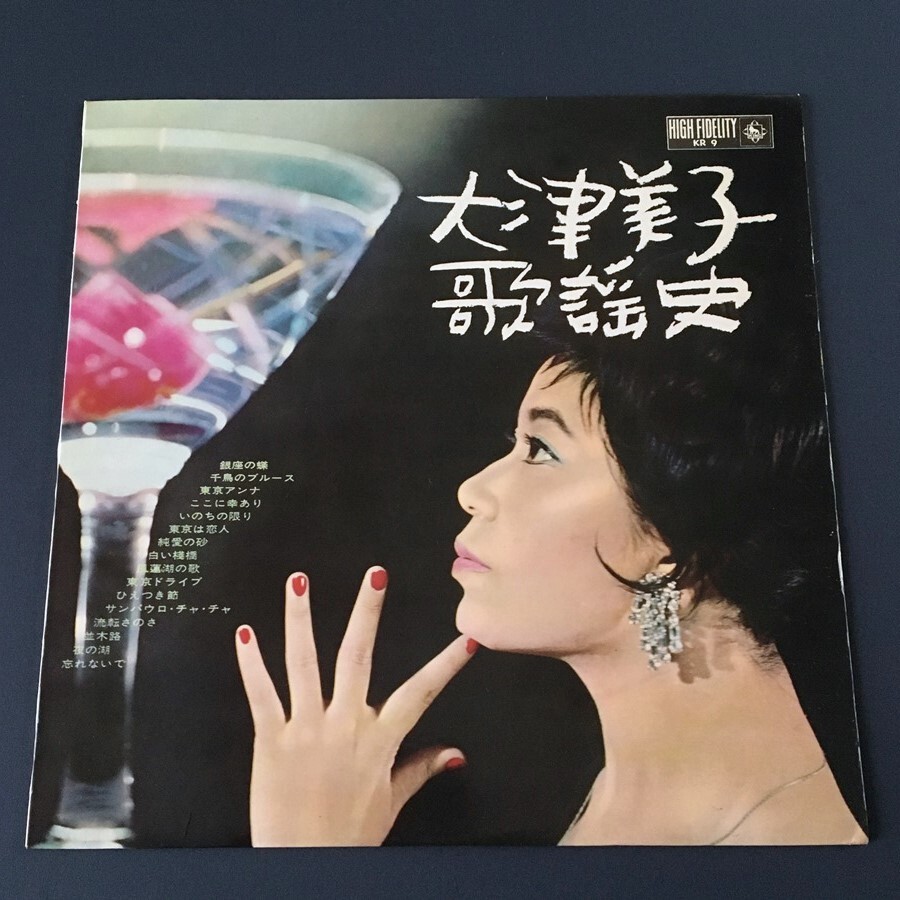 HIGH FIDELITY
KR 9
大津美子
歌謡史
銀座の蝶
千鳥のブルース
東京アンナ
ここに幸あり
いのちの限り
東京は恋人
純愛の砂
白い桟橋
蓮湖の歌
東京ドライブ
ひえつき節
サンパウロ・チャ・チャ
流転さのさ
並木路
の湖
忘れないで